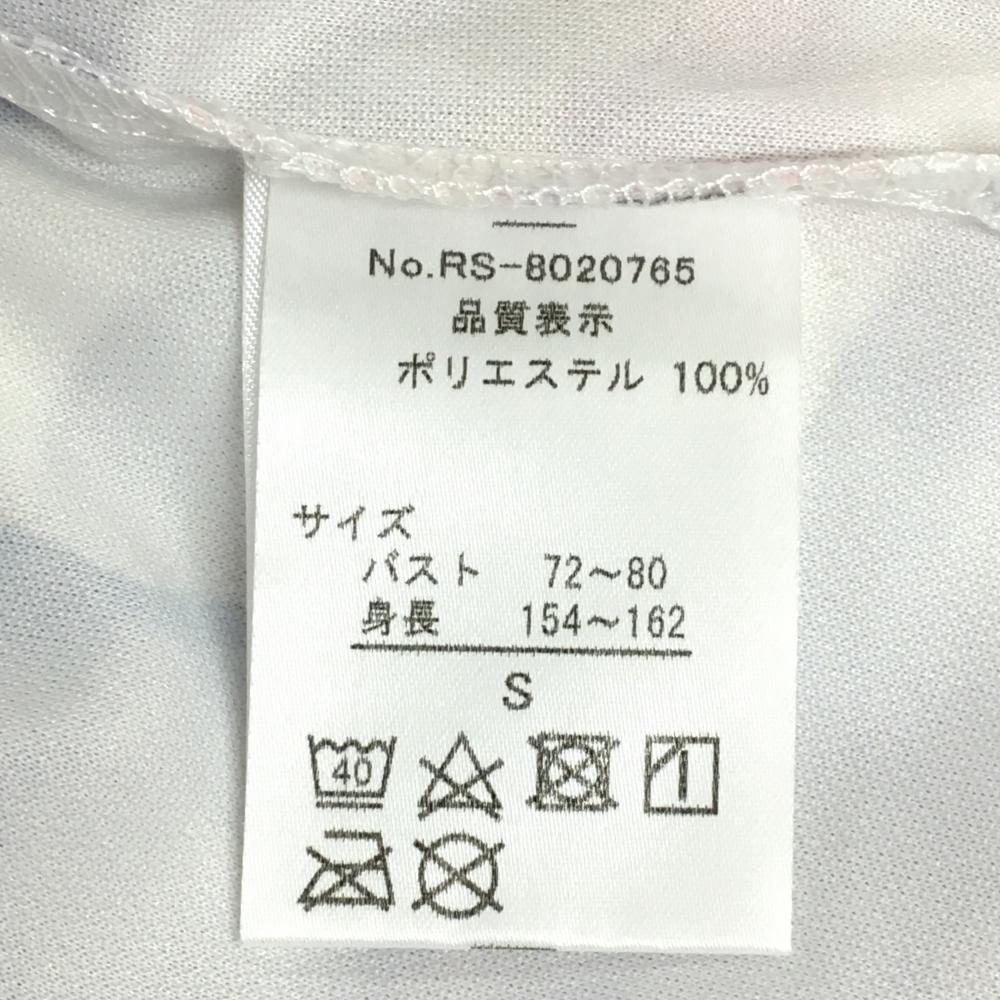 No.RS-8020765
品質表示
ポリエステル 100%
サイズ
バスト 72～80
身長 154～162
S
40